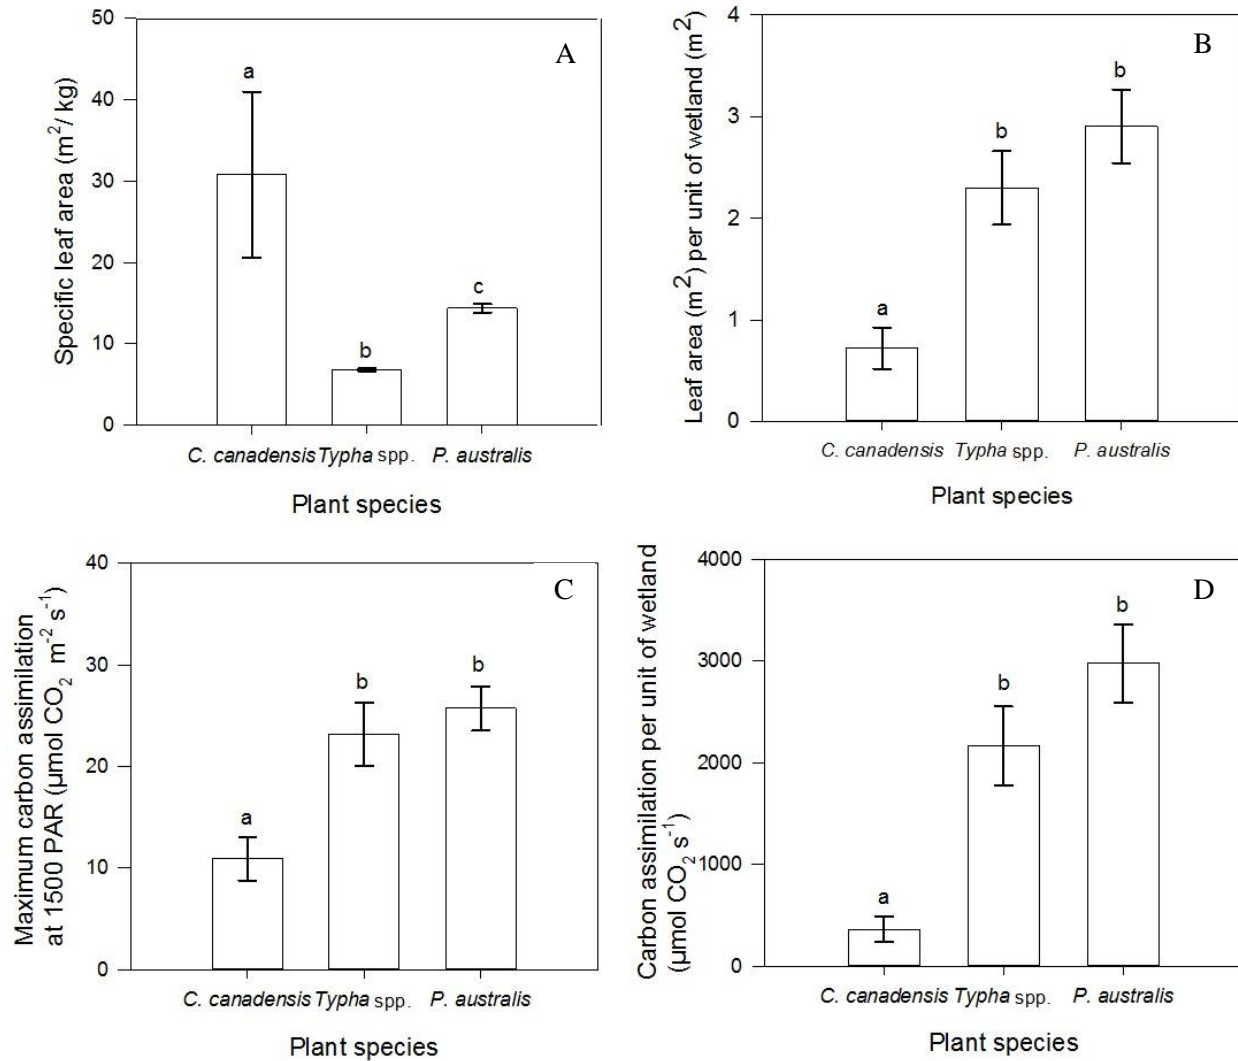 A
Specific leaf area (m²/ kg)
50
40
30
20
10
0
a
b
c
C. canadensis Typha spp. P. australis
Plant species
B
Leaf area (m²) per unit of wetland (m²)
4
3
2
1
0
a
b
b
C. canadensis Typha spp. P. australis
Plant species
C
Maximum carbon assimilation
at 1500 PAR (µmol CO₂ m⁻² s⁻¹)
40
30
20
10
0
a
b
b
C. canadensis Typha spp. P. australis
Plant species
D
Carbon assimilation per unit of wetland
(µmol CO₂ s⁻¹)
4000
3000
2000
1000
0
a
b
b
C. canadensis Typha spp. P. australis
Plant species